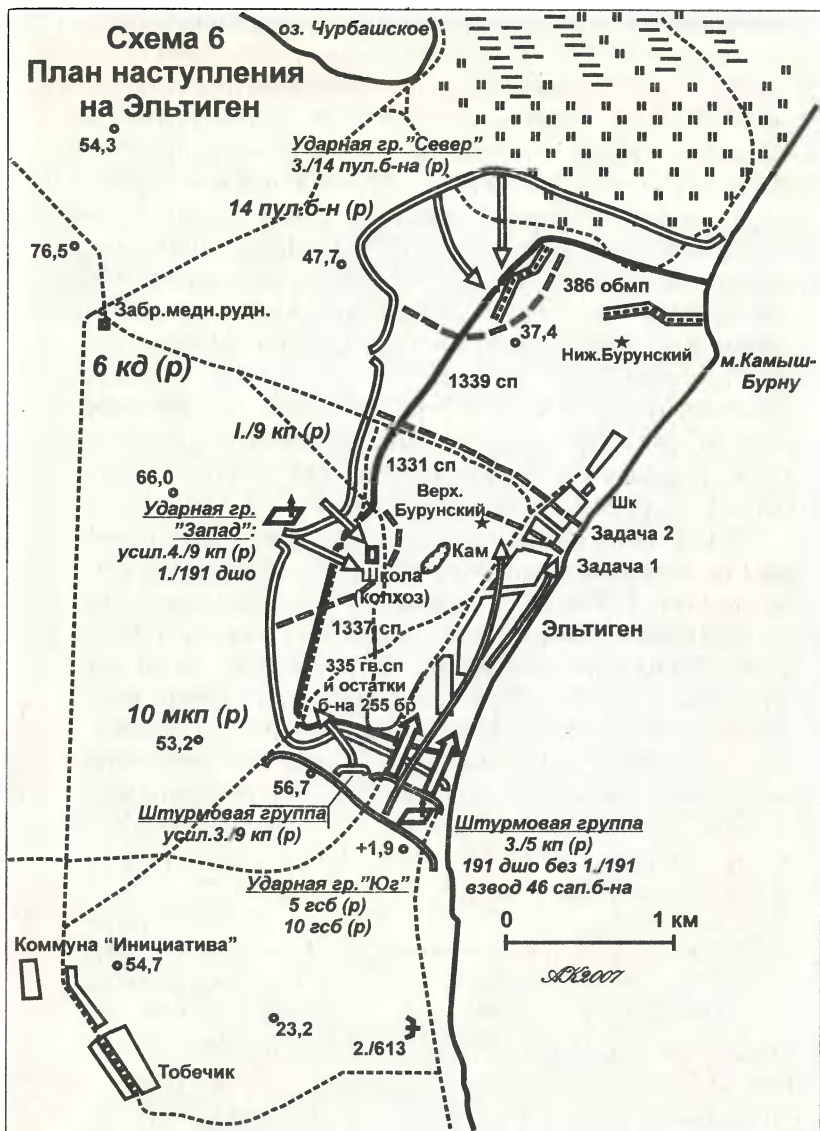 Схема 6
План наступления
на Эльтиген
оз. Чурбашское
54,3
Ударная гр."Север"
3./14 пул.б-на (р)
14 пул.б-н (р)
76,5
47,7
Забр.медн.рудн.
386 обмп
37,4
Ниж.Бурунский
м.Камыш-
Бурну
6 кд (р)
1339 сп
I./9 кп (р)
1331 сп
66,0
Верх.
Бурунский
Шк
Ударная гр.
"Запад":
усил.4./9 кп (р)
1./191 дшо
Задача 2
Кам
Задача 1
Школа
(колхоз)
1337 сп
Эльтиген
335 гв.сп
и остатки
б-на 255 бр
10 мкп (р)
53,2
56,7
Штурмовая группа
усил.3./9 кп (р)
+1,9
Штурмовая группа
3./5 кп (р)
191 дшо без 1./191
взвод 46 сап.б-на
Ударная гр."Юг"
5 гсб (р)
10 гсб (р)
0 1 км
Коммуна "Инициатива"
54,7
АК2007
23,2
2./613
Тобечик